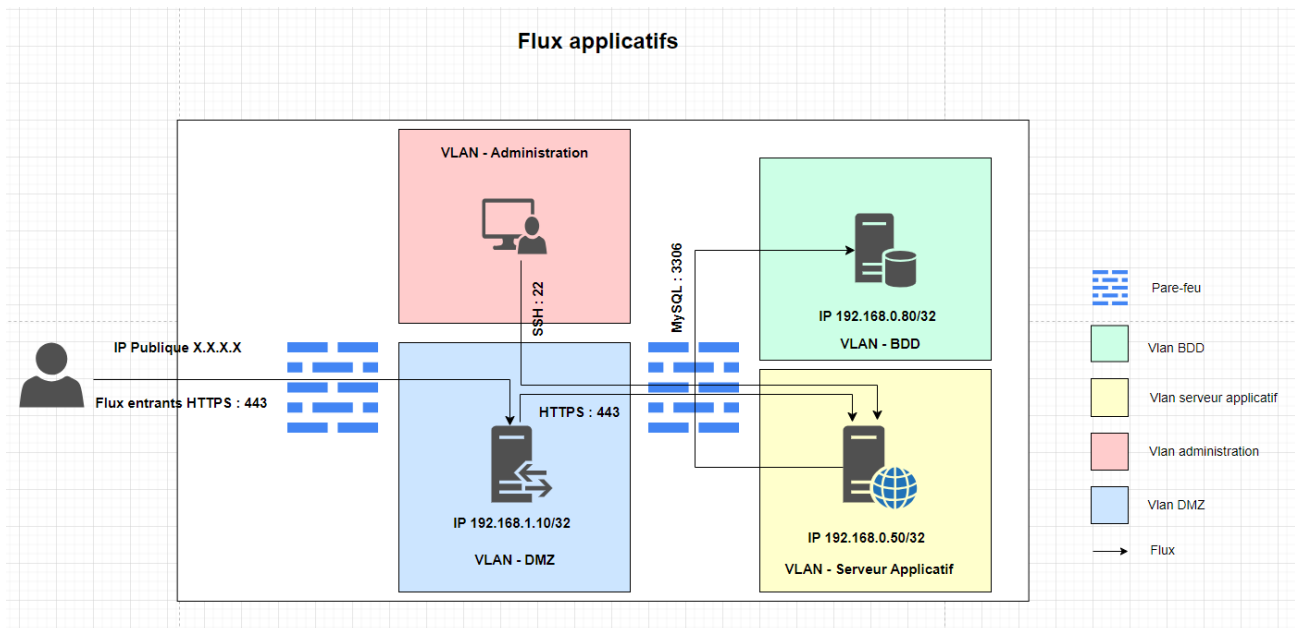 Flux applicatifs
VLAN - Administration
SSH : 22
MySQL : 3306
IP 192.168.0.80/32
VLAN - BDD
IP Publique X.X.X.X
Flux entrants HTTPS : 443
HTTPS : 443
IP 192.168.1.10/32
VLAN - DMZ
IP 192.168.0.50/32
VLAN - Serveur Applicatif
Pare-feu
Vlan BDD
Vlan serveur applicatif
Vlan administration
Vlan DMZ
Flux